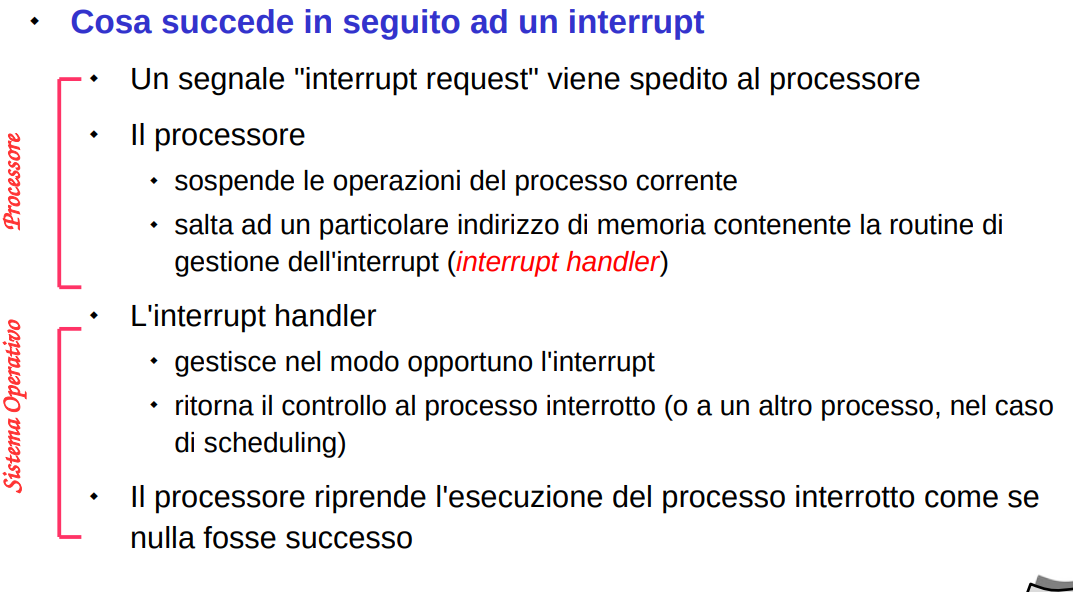 Cosa succede in seguito ad un interrupt
Un segnale "interrupt request" viene spedito al processore
Il processore
sospende le operazioni del processo corrente
salta ad un particolare indirizzo di memoria contenente la routine di
gestione dell'interrupt (interrupt handler)
Processore
L'interrupt handler
gestisce nel modo opportuno l'interrupt
ritorna il controllo al processo interrotto (o a un altro processo, nel caso
di scheduling)
Il processore riprende l'esecuzione del processo interrotto come se
nulla fosse successo
Sistema Operativo